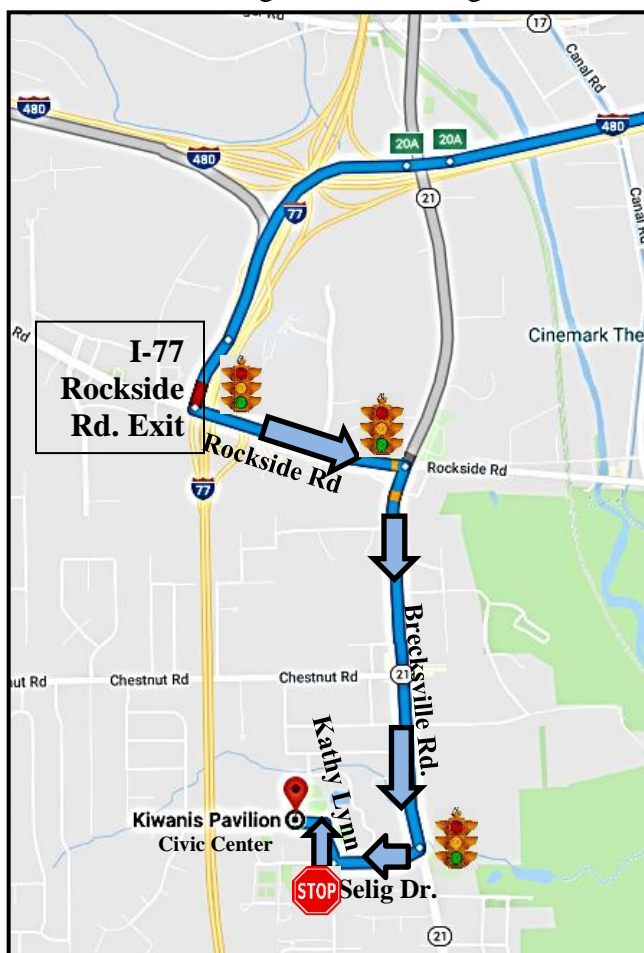 17
Canal Rd
480
480
20A
20A
480
21
77
Canal Rd
Rd
I-77
Rockside
Rd. Exit
Cinemark The
Rockside Rd
Rockside Rd
77
Brecksville Rd.
ut Rd
Chestnut Rd
Chestnut Rd
21
Kathy Lynn
Kiwanis Pavilion
Civic Center
STOP
Selig Dr.
21